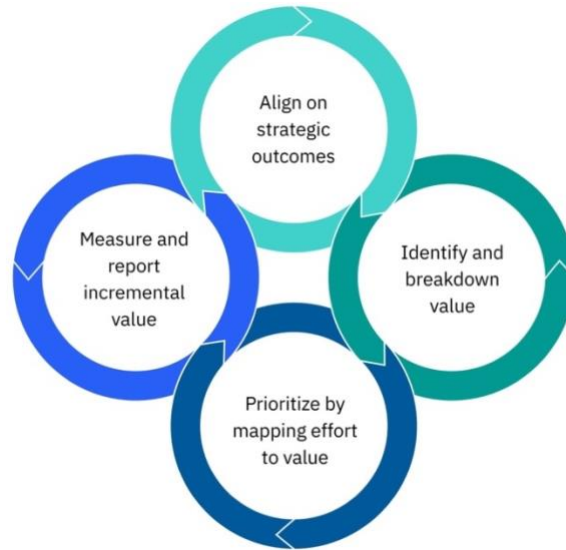 Align on
strategic
outcomes
Measure and
report
incremental
value
Identify and
breakdown
value
Prioritize by
mapping effort
to value